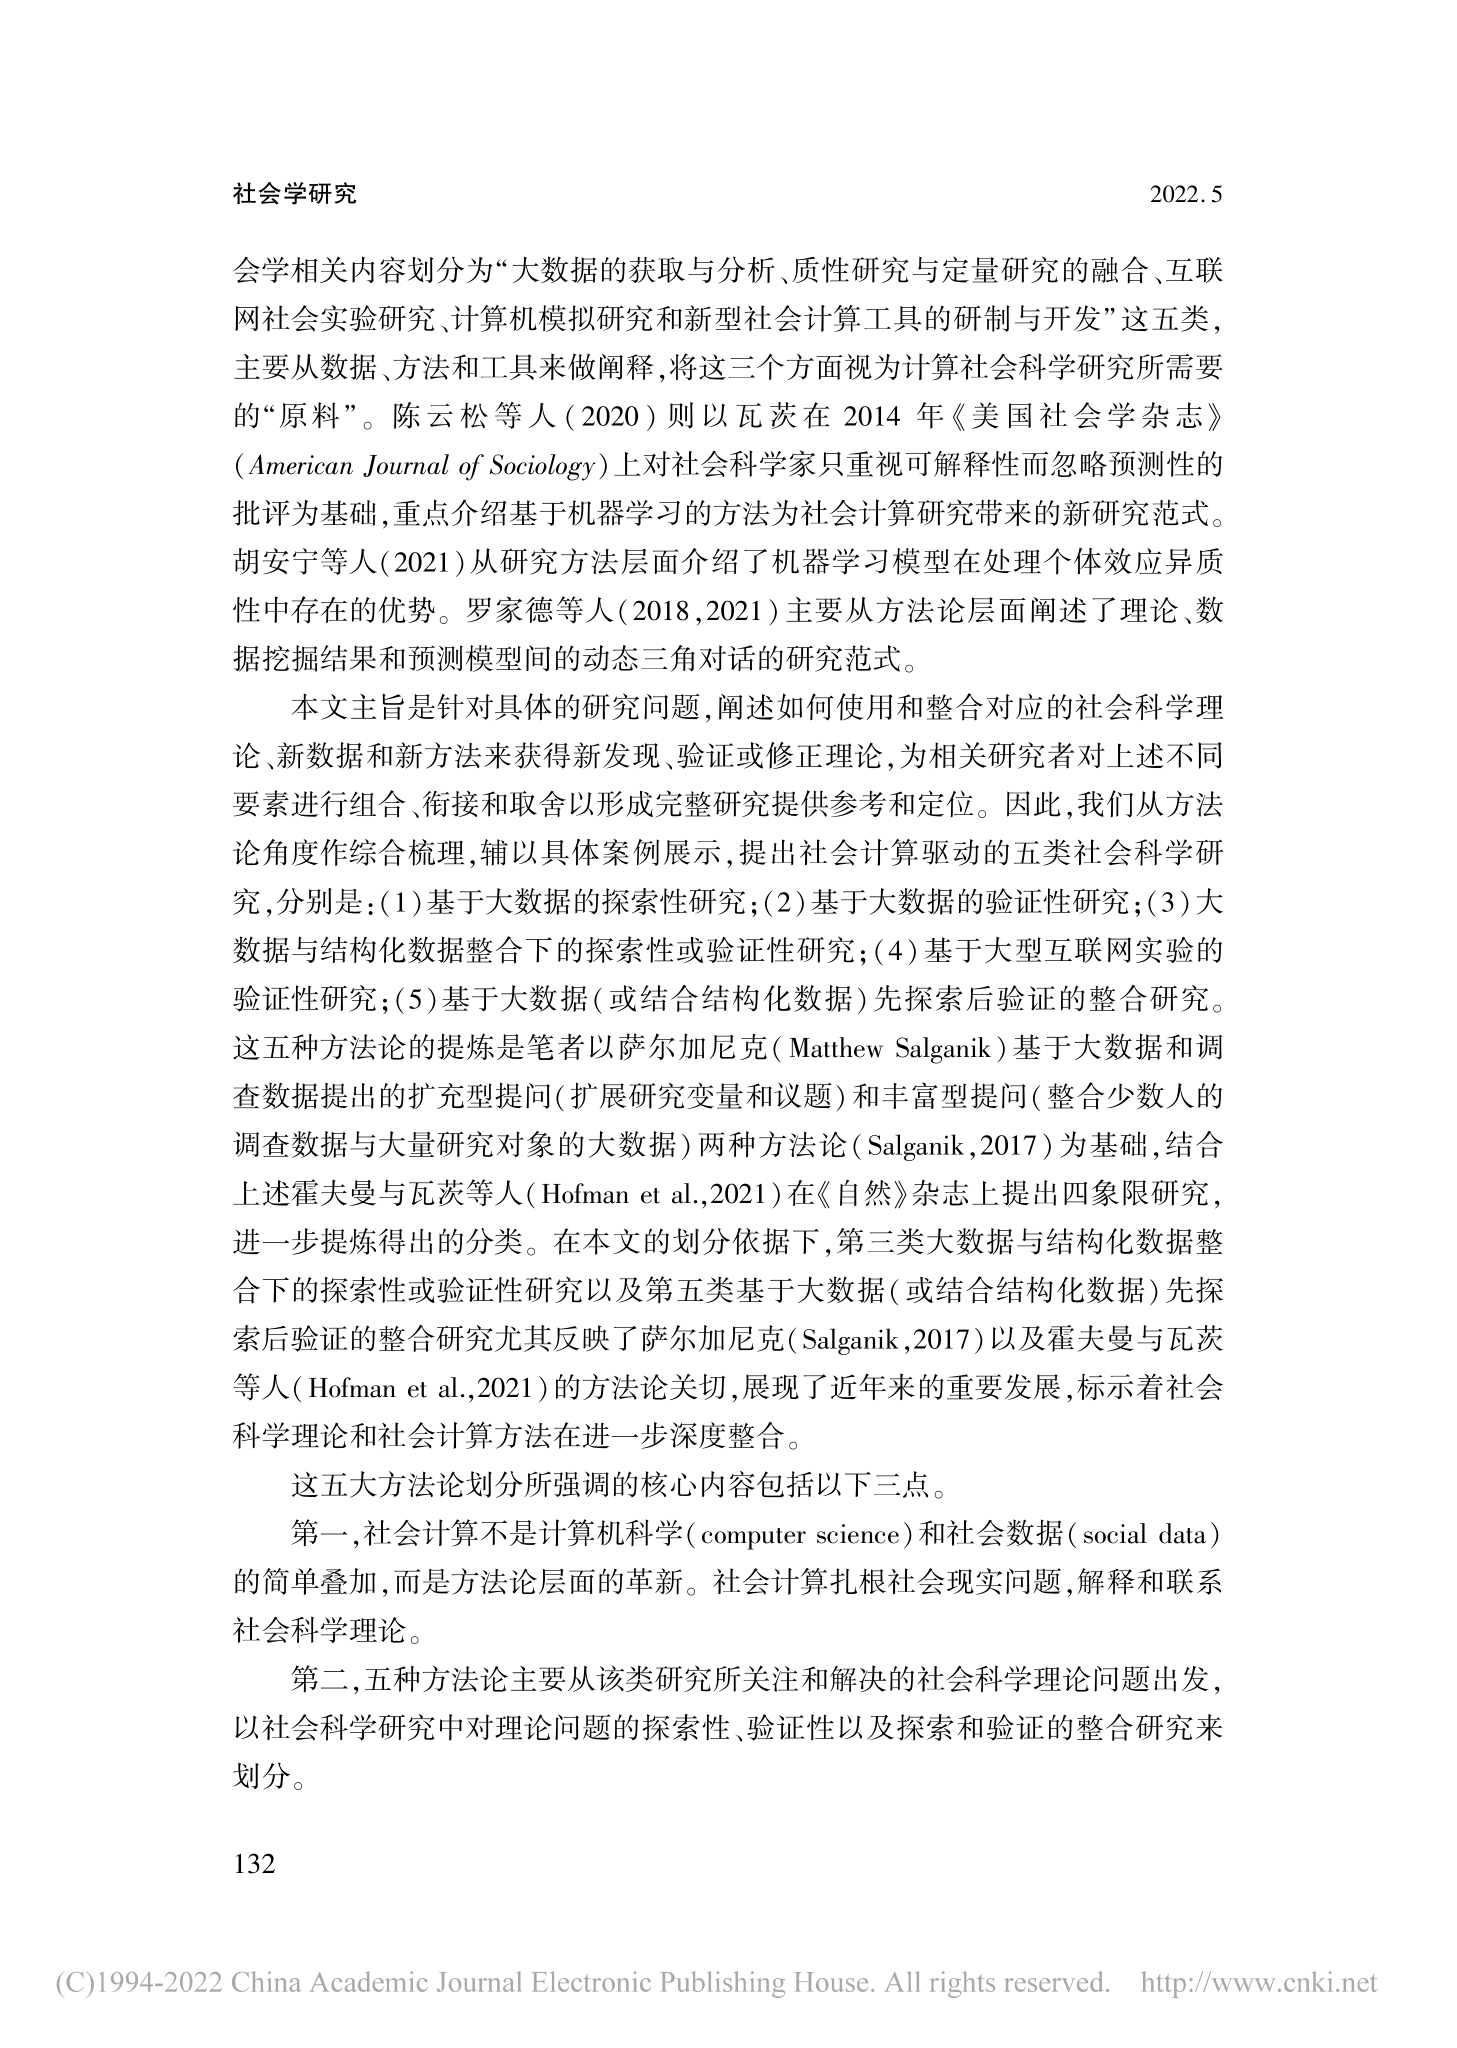 社会学研究 2022.5
会学相关内容划分为“大数据的获取与分析、质性研究与定量研究的融合、互联
网社会实验研究、计算机模拟研究和新型社会计算工具的研制与开发”这五类,
主要从数据、方法和工具来做阐释,将这三个方面视为计算社会科学研究所需要
的“原料”。陈云松等人(2020)则以瓦茨在 2014 年《美国社会学杂志》
(American Journal of Sociology)上对社会科学家只重视可解释性而忽略预测性的
批评为基础,重点介绍基于机器学习的方法为社会计算研究带来的新研究范式。
胡安宁等人(2021)从研究方法层面介绍了机器学习模型在处理个体效应异质
性中存在的优势。罗家德等人(2018,2021)主要从方法论层面阐述了理论、数
据挖掘结果和预测模型间的动态三角对话的研究范式。
本文主旨是针对具体的研究问题,阐述如何使用和整合对应的社会科学理
论、新数据和新方法来获得新发现、验证或修正理论,为相关研究者对上述不同
要素进行组合、衔接和取舍以形成完整研究提供参考和定位。因此,我们从方法
论角度作综合梳理,辅以具体案例展示,提出社会计算驱动的五类社会科学研
究,分别是:(1)基于大数据的探索性研究;(2)基于大数据的验证性研究;(3)大
数据与结构化数据整合下的探索性或验证性研究;(4)基于大型互联网实验的
验证性研究;(5)基于大数据(或结合结构化数据)先探索后验证的整合研究。
这五种方法论的提炼是笔者以萨尔加尼克(Matthew Salganik)基于大数据和调
查数据提出的扩充型提问(扩展研究变量和议题)和丰富型提问(整合少数人的
调查数据与大量研究对象的大数据)两种方法论(Salganik,2017)为基础,结合
上述霍夫曼与瓦茨等人(Hofman et al.,2021)在《自然》杂志上提出四象限研究,
进一步提炼得出的分类。在本文的划分依据下,第三类大数据与结构化数据整
合下的探索性或验证性研究以及第五类基于大数据(或结合结构化数据)先探
索后验证的整合研究尤其反映了萨尔加尼克(Salganik,2017)以及霍夫曼与瓦茨
等人(Hofman et al.,2021)的方法论关切,展现了近年来的重要发展,标示着社会
科学理论和社会计算方法在进一步深度整合。
这五大方法论划分所强调的核心内容包括以下三点。
第一,社会计算不是计算机科学(computer science)和社会数据(social data)
的简单叠加,而是方法论层面的革新。社会计算扎根社会现实问题,解释和联系
社会科学理论。
第二,五种方法论主要从该类研究所关注和解决的社会科学理论问题出发,
以社会科学研究中对理论问题的探索性、验证性以及探索和验证的整合研究来
划分。
132
(C)1994-2022 China Academic Journal Electronic Publishing House. All rights reserved. http://www.cnki.net